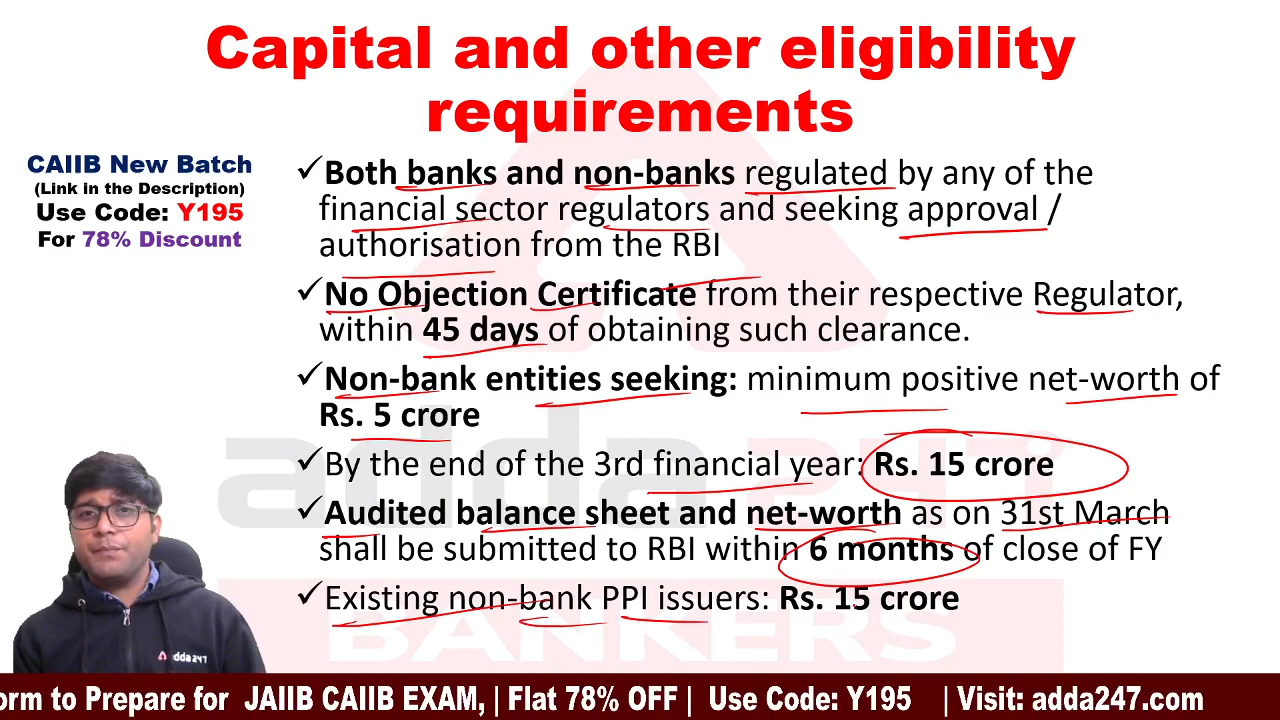 Capital and other eligibility
requirements
CAIIB New Batch
(Link in the Description)
Use Code: Y195
For 78% Discount
✓Both banks and non-banks regulated by any of the
financial sector regulators and seeking approval /
authorisation from the RBI
✓No Objection Certificate from their respective Regulator,
within 45 days of obtaining such clearance.
✓Non-bank entities seeking: minimum positive net-worth of
Rs. 5 crore
✓By the end of the 3rd financial year: Rs. 15 crore
✓Audited balance sheet and net-worth as on 31st March
shall be submitted to RBI within 6 months of close of FY
✓Existing non-bank PPI issuers: Rs. 15 crore
adda247
BANKERS
adda247
orm to Prepare for JAIIB CAIIB EXAM, | Flat 78% OFF | Use Code: Y195 | Visit: adda247.com